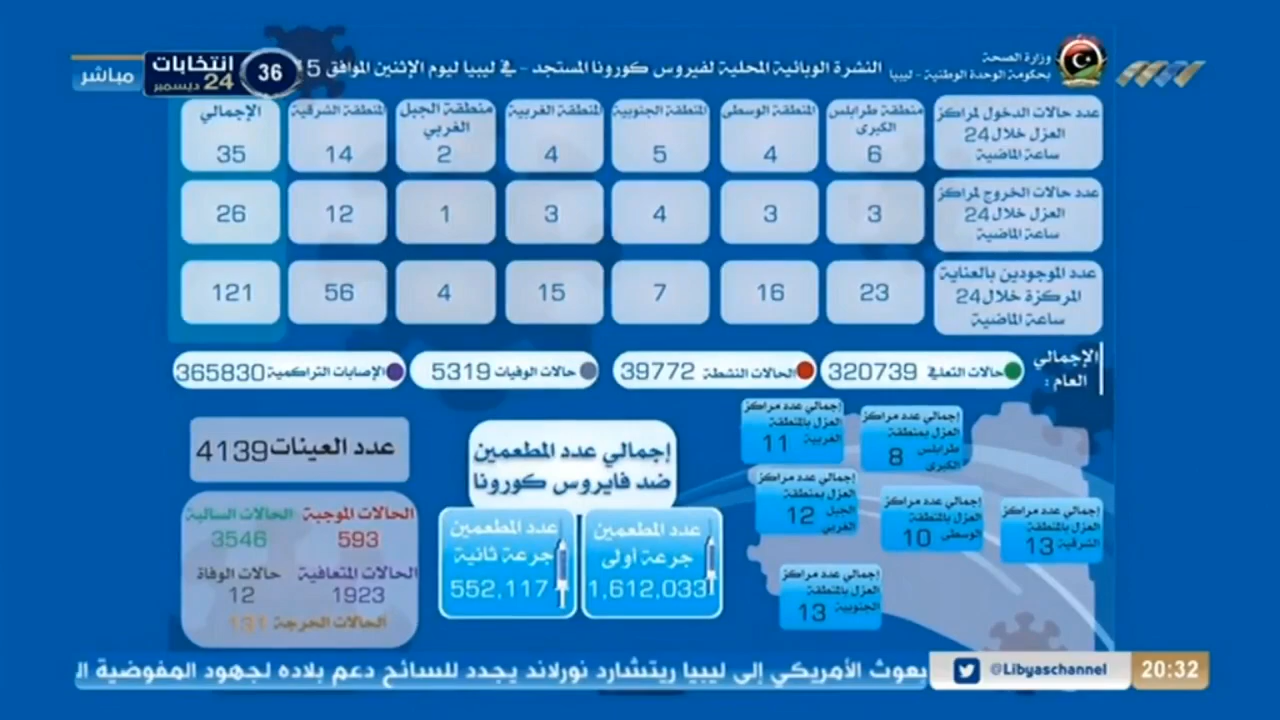 وزارة الصحة
بحكومة الوحدة الوطنية - ليبيا
النشرة الوبائية المحلية لفيروس كورونا المستجد - في ليبيا ليوم الإثنين الموافق 15
36
انتخابات
24
ديسمبر
مباشر
عدد حالات الدخول لمراكز
العزل خلال 24
ساعة الماضية
منطقة طرابلس
الكبرى
6
المنطقة الوسطى
4
المنطقة الجنوبية
5
المنطقة الغربية
4
منطقة الجبل
الغربي
2
المنطقة الشرقية
14
الإجمالي
35
عدد حالات الخروج لمراكز
العزل خلال 24
ساعة الماضية
3 3 4 3 1 12 26
عدد الموجودين بالعناية
المركزة خلال 24
ساعة الماضية
23 16 7 15 4 56 121
الإجمالي
العام :
حالات التعافي 320739
الحالات النشطة 39772
حالات الوفيات 5319
الإصابات التراكمية 365830
إجمالي عدد مراكز
العزل بمنطقة
طرابلس
الكبرى 8
إجمالي عدد مراكز
العزل بالمنطقة
الغربية 11
إجمالي عدد مراكز
العزل بالمنطقة
الشرقية 13
إجمالي عدد مراكز
العزل بالمنطقة
الوسطى 10
إجمالي عدد مراكز
العزل بمنطقة
الجبل
الغربي 12
إجمالي عدد مراكز
العزل بالمنطقة
الجنوبية 13
إجمالي عدد المطعمين
ضد فايروس كورونا
عدد المطعمين
جرعة أولى
1,612,033
عدد المطعمين
جرعة ثانية
552,117
عدد العينات 4139
الحالات الموجبة
593
الحالات السالبة
3546
الحالات المتعافية
1923
حالات الوفاة
12
الحالات الحرجة 131
20:32
@Libyaschannel
بعوث الأمريكي إلى ليبيا ريتشارد نورلاند يجدد للسائح دعم بلاده لجهود المفوضية ال